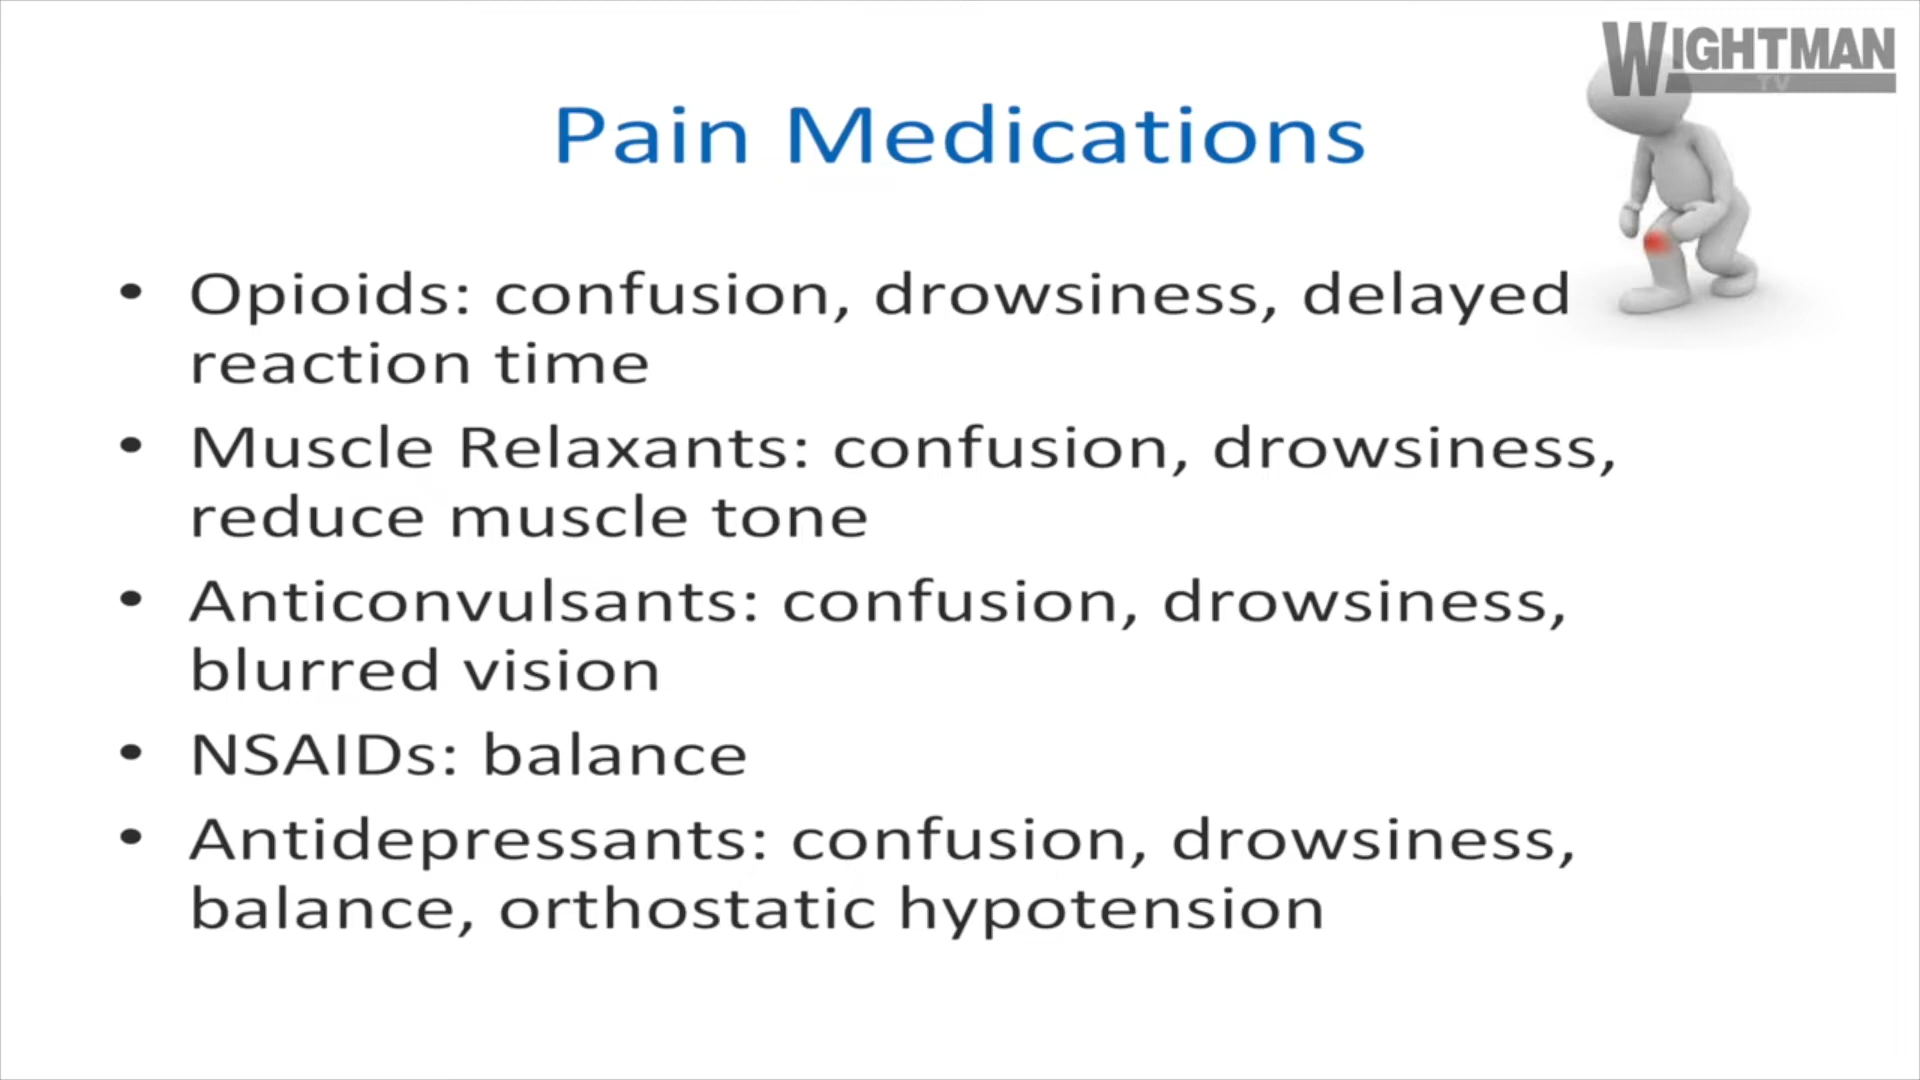 WIGHTMAN
TV
Pain Medications
• Opioids: confusion, drowsiness, delayed
reaction time
• Muscle Relaxants: confusion, drowsiness,
reduce muscle tone
• Anticonvulsants: confusion, drowsiness,
blurred vision
• NSAIDs: balance
• Antidepressants: confusion, drowsiness,
balance, orthostatic hypotension